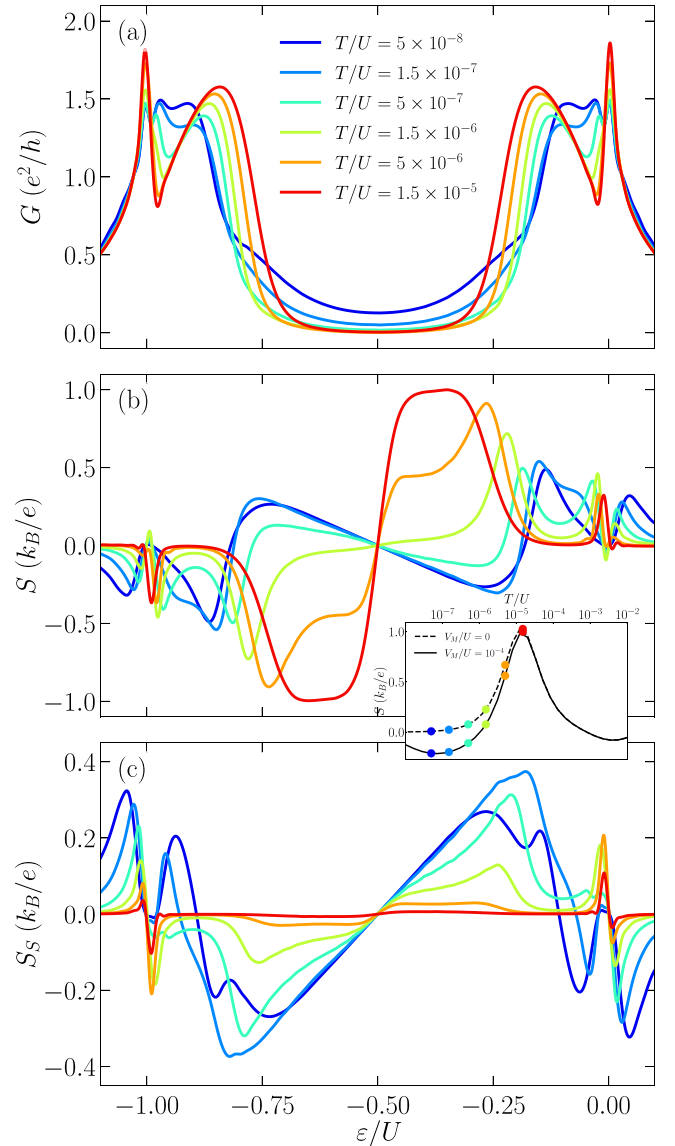 (a)
2.0
1.5
1.0
0.5
0.0
G (e²/h)
T/U = 5 × 10⁻⁸
T/U = 1.5 × 10⁻⁷
T/U = 5 × 10⁻⁷
T/U = 1.5 × 10⁻⁶
T/U = 5 × 10⁻⁶
T/U = 1.5 × 10⁻⁵
(b)
1.0
0.5
0.0
−0.5
−1.0
S (k_B/e)
T/U
10⁻⁷ 10⁻⁶ 10⁻⁵ 10⁻⁴ 10⁻³ 10⁻²
V_M/U = 0
V_M/U = 10⁻⁴
1.0
0.5
0.0
S (k_B/e)
(c)
0.4
0.2
0.0
−0.2
−0.4
S_S (k_B/e)
−1.00 −0.75 −0.50 −0.25 0.00
ε/U